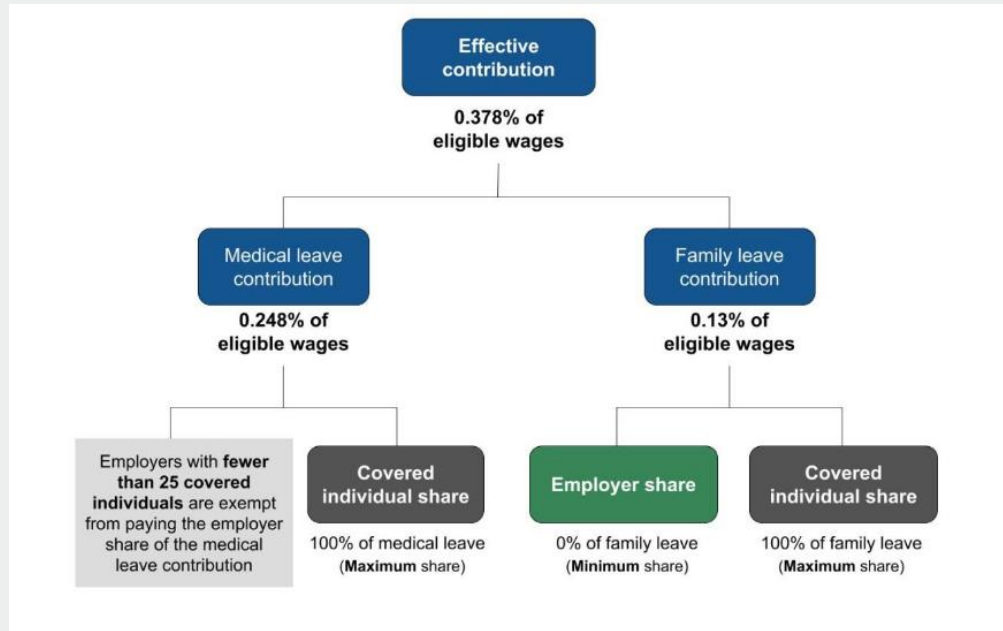 Effective
contribution
0.378% of
eligible wages
Medical leave
contribution
0.248% of
eligible wages
Family leave
contribution
0.13% of
eligible wages
Employers with fewer
than 25 covered
individuals are exempt
from paying the employer
share of the medical
leave contribution
Covered
individual share
100% of medical leave
(Maximum share)
Employer share
0% of family leave
(Minimum share)
Covered
individual share
100% of family leave
(Maximum share)